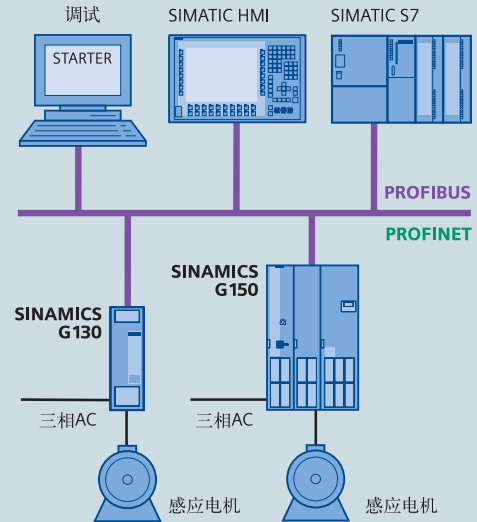 调试
SIMATIC HMI
SIMATIC S7
STARTER
PROFIBUS
PROFINET
SINAMICS
G150
SINAMICS
G130
三相AC
三相AC
感应电机
感应电机